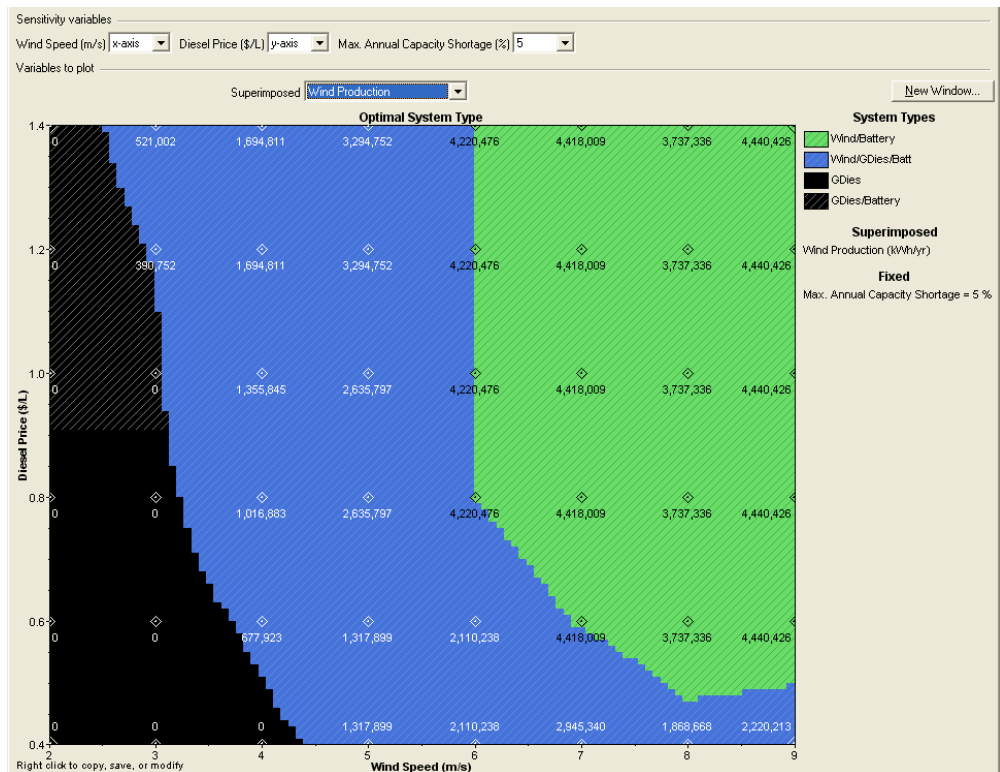 Sensitivity variables
Wind Speed (m/s) x-axis Diesel Price ($/L) y-axis Max. Annual Capacity Shortage (%) 5
Variables to plot
Superimposed Wind Production New Window...
Optimal System Type
System Types
Wind/Battery
Wind/GDies/Batt
GDies
GDies/Battery
Superimposed
Wind Production (kWh/yr)
Fixed
Max. Annual Capacity Shortage = 5 %
Diesel Price ($/L)
1.4
0 521,002 1,694,811 3,294,752 4,220,476 4,418,009 3,737,336 4,440,426
1.2
0 390,752 1,694,811 3,294,752 4,220,476 4,418,009 3,737,336 4,440,426
1.0
0 0 1,355,845 2,635,797 4,220,476 4,418,009 3,737,336 4,440,426
0.8
0 0 1,016,883 2,635,797 4,220,476 4,418,009 3,737,336 4,440,426
0.6
0 0 677,923 1,317,899 2,110,238 4,418,009 3,737,336 4,440,426
0 0 0 1,317,899 2,110,238 2,945,340 1,868,668 2,220,213
0.4
2 3 4 5 6 7 8 9
Right click to copy, save, or modify
Wind Speed (m/s)